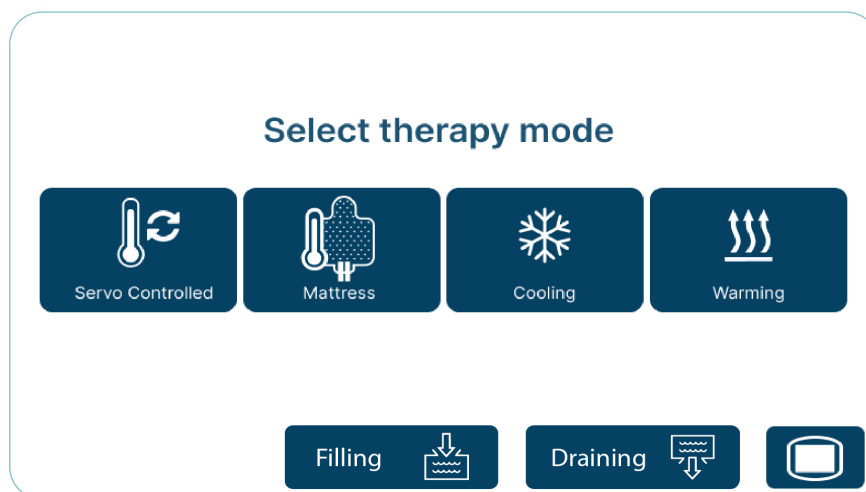 Select therapy mode
Servo Controlled
Mattress
Cooling
Warming
Filling
Draining